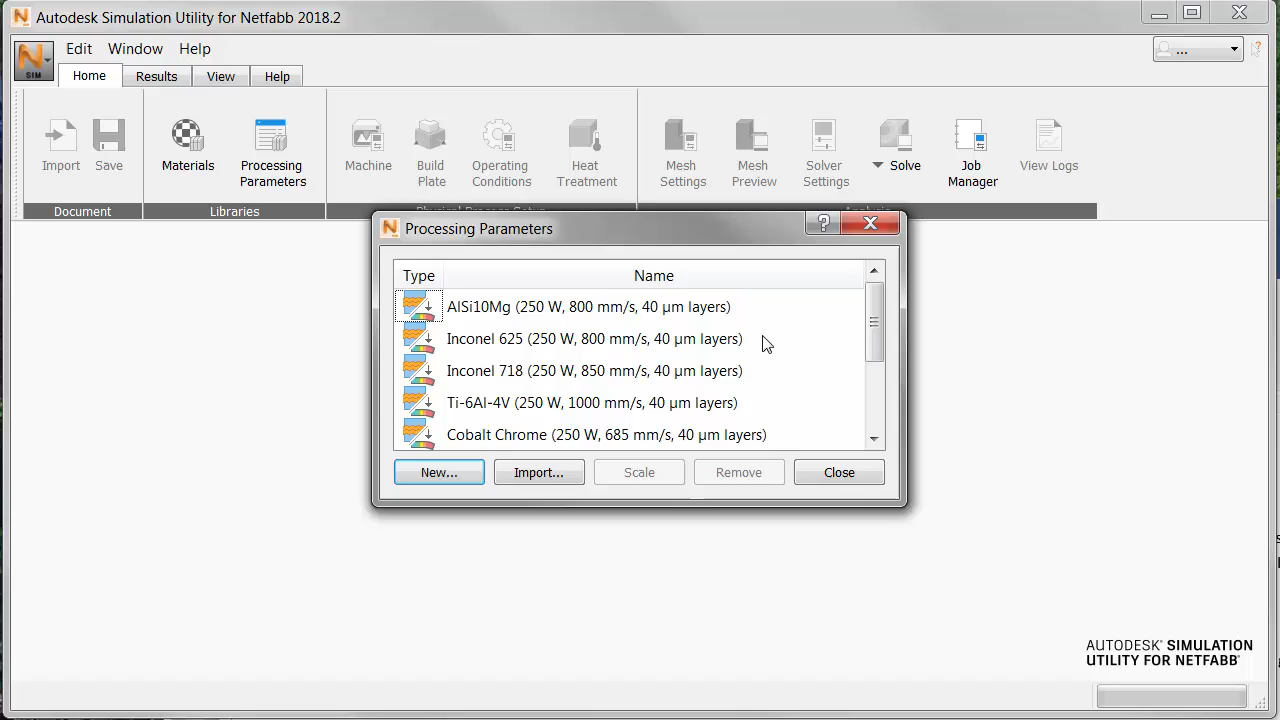 Autodesk Simulation Utility for Netfabb 2018.2
SIM
Edit Window Help
...
Home Results View Help
Import Save Materials Processing Parameters Machine Build Plate Operating Conditions Heat Treatment Mesh Settings Mesh Preview Solver Settings Solve Job Manager View Logs
Document Libraries Physical Process Setup Analysis
Processing Parameters
Type Name
AlSi10Mg (250 W, 800 mm/s, 40 µm layers)
Inconel 625 (250 W, 800 mm/s, 40 µm layers)
Inconel 718 (250 W, 850 mm/s, 40 µm layers)
Ti-6Al-4V (250 W, 1000 mm/s, 40 µm layers)
Cobalt Chrome (250 W, 685 mm/s, 40 µm layers)
New... Import... Scale Remove Close
AUTODESK® SIMULATION
UTILITY FOR NETFABB®